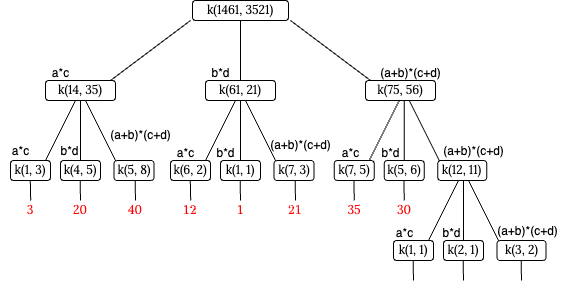 k(1461, 3521)
a*c
b*d
(a+b)*(c+d)
k(14, 35)
k(61, 21)
k(75, 56)
(a+b)*(c+d)
a*c
b*d
a*c
b*d
(a+b)*(c+d)
a*c
b*d
(a+b)*(c+d)
k(1, 3)
k(4, 5)
k(5, 8)
k(6, 2)
k(1, 1)
k(7, 3)
k(7, 5)
k(5, 6)
k(12, 11)
3
20
40
12
1
21
35
30
a*c
b*d
(a+b)*(c+d)
k(1, 1)
k(2, 1)
k(3, 2)